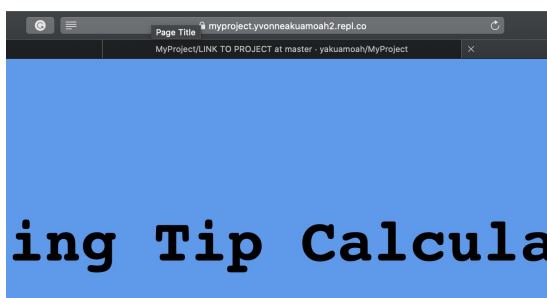 myproject.yvonneakuamoah2.repl.co
Page Title
MyProject/LINK TO PROJECT at master · yakuamoah/MyProject
ing Tip Calcula